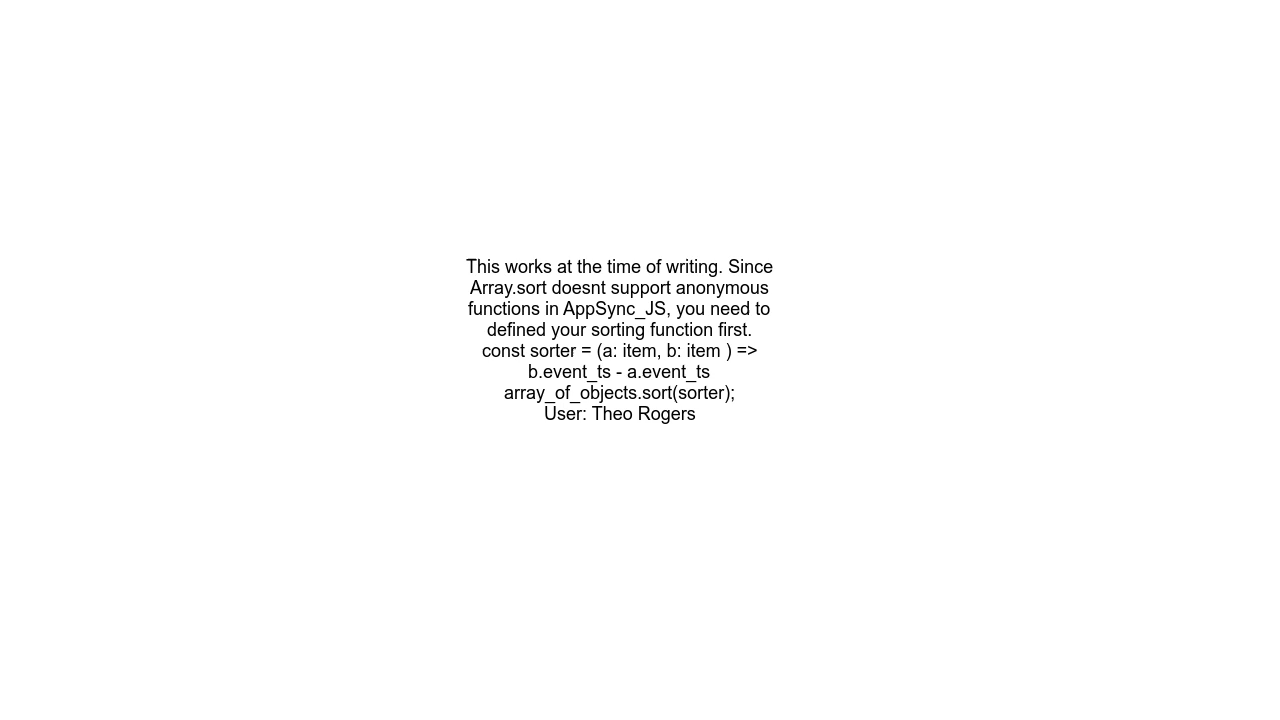 This works at the time of writing. Since
Array.sort doesnt support anonymous
functions in AppSync_JS, you need to
defined your sorting function first.
const sorter = (a: item, b: item ) =>
b.event_ts - a.event_ts
array_of_objects.sort(sorter);
User: Theo Rogers